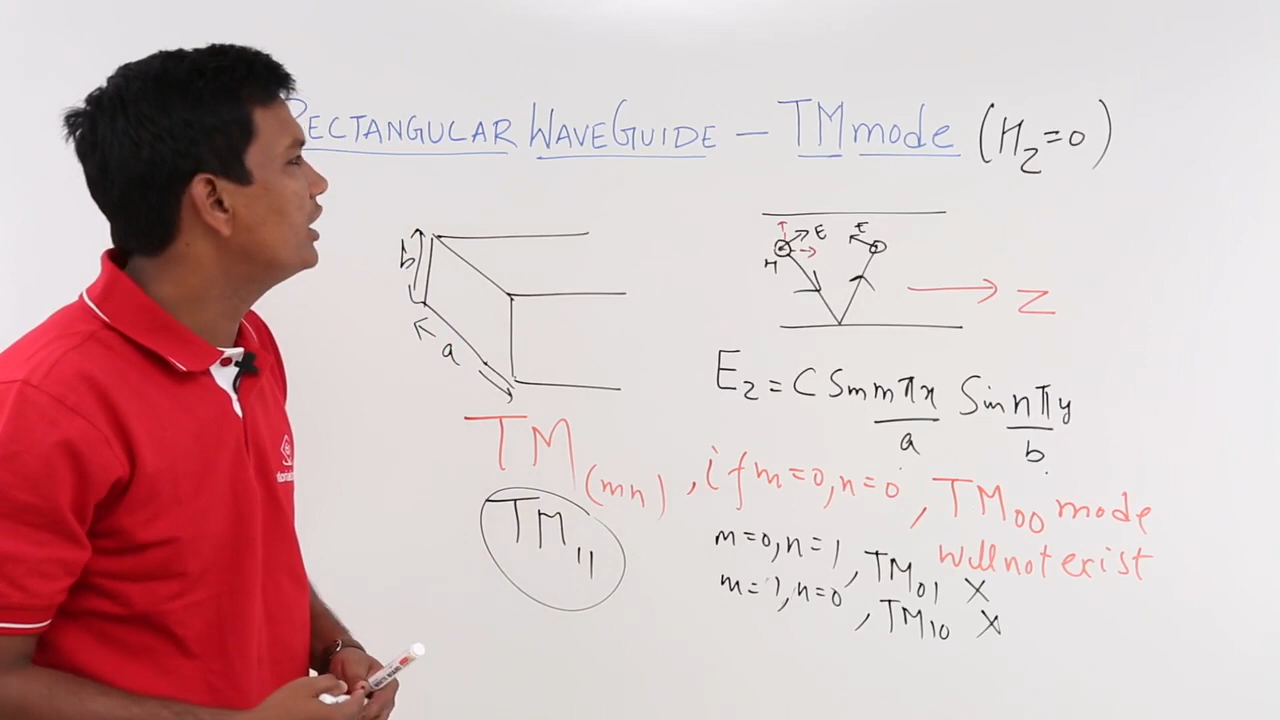 RECTANGULAR WAVEGUIDE – TM mode (Hz=0)
b
a
E
E
H
Z
Ez = C Sin mπx/a Sin nπy/b
TM(mn), if m=0, n=0, TM00 mode
will not exist
TM11
m=0, n=1, TM01 X
m=1, n=0, TM10 X